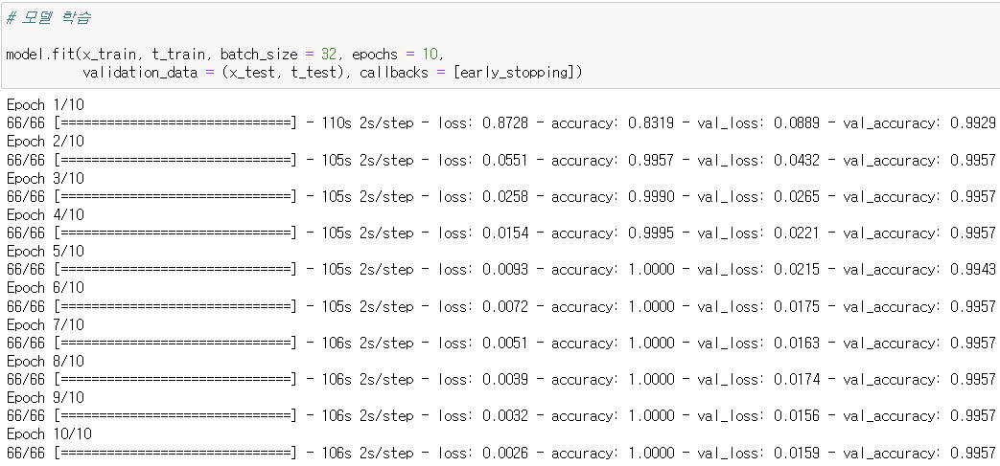 # 모델 학습
model.fit(x_train, t_train, batch_size = 32, epochs = 10,
validation_data = (x_test, t_test), callbacks = [early_stopping])
Epoch 1/10
66/66 [==============================] - 110s 2s/step - loss: 0.8728 - accuracy: 0.8319 - val_loss: 0.0889 - val_accuracy: 0.9929
Epoch 2/10
66/66 [==============================] - 105s 2s/step - loss: 0.0551 - accuracy: 0.9957 - val_loss: 0.0432 - val_accuracy: 0.9957
Epoch 3/10
66/66 [==============================] - 105s 2s/step - loss: 0.0258 - accuracy: 0.9990 - val_loss: 0.0265 - val_accuracy: 0.9957
Epoch 4/10
66/66 [==============================] - 105s 2s/step - loss: 0.0154 - accuracy: 0.9995 - val_loss: 0.0221 - val_accuracy: 0.9957
Epoch 5/10
66/66 [==============================] - 105s 2s/step - loss: 0.0093 - accuracy: 1.0000 - val_loss: 0.0215 - val_accuracy: 0.9943
Epoch 6/10
66/66 [==============================] - 105s 2s/step - loss: 0.0072 - accuracy: 1.0000 - val_loss: 0.0175 - val_accuracy: 0.9957
Epoch 7/10
66/66 [==============================] - 106s 2s/step - loss: 0.0051 - accuracy: 1.0000 - val_loss: 0.0163 - val_accuracy: 0.9957
Epoch 8/10
66/66 [==============================] - 106s 2s/step - loss: 0.0039 - accuracy: 1.0000 - val_loss: 0.0174 - val_accuracy: 0.9957
Epoch 9/10
66/66 [==============================] - 106s 2s/step - loss: 0.0032 - accuracy: 1.0000 - val_loss: 0.0156 - val_accuracy: 0.9957
Epoch 10/10
66/66 [==============================] - 106s 2s/step - loss: 0.0026 - accuracy: 1.0000 - val_loss: 0.0159 - val_accuracy: 0.9957